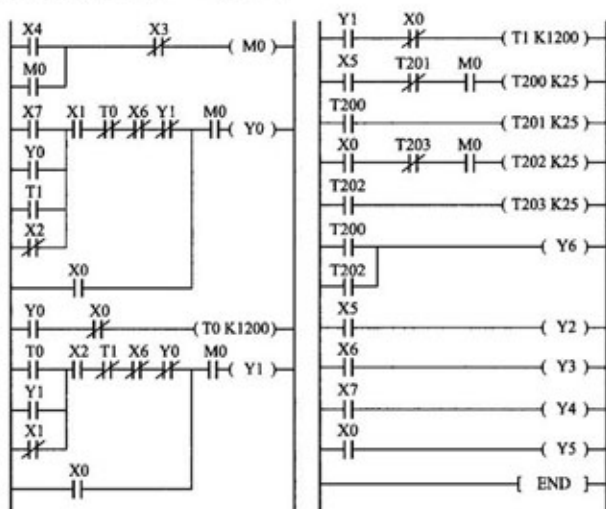 X4 X3
( M0 )
M0
X7 X1 T0 X6 Y1 M0
( Y0 )
Y0
T1
X2
X0
Y0 X0
( T0 K1200 )
T0 X2 T1 X6 Y0 M0
( Y1 )
Y1
X1
X0
Y1 X0
( T1 K1200 )
X5 T201 M0
( T200 K25 )
T200
( T201 K25 )
X0 T203 M0
( T202 K25 )
T202
( T203 K25 )
T200
( Y6 )
T202
X5
( Y2 )
X6
( Y3 )
X7
( Y4 )
X0
( Y5 )
[ END ]